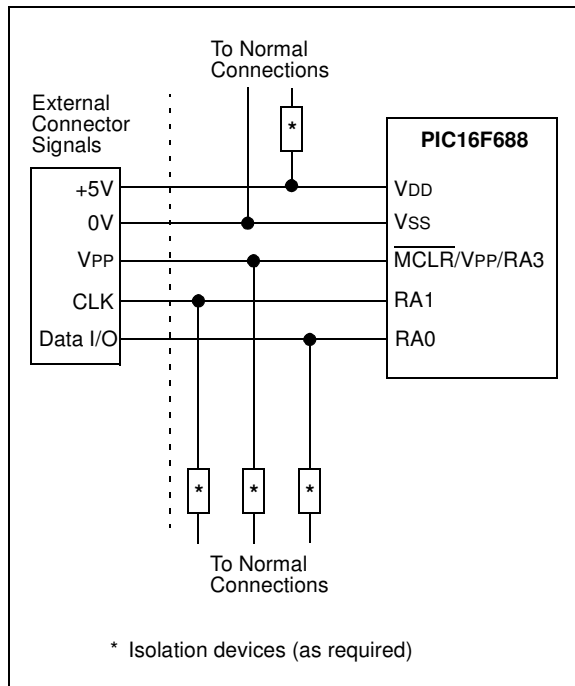 To Normal
Connections
External
Connector
Signals
*
PIC16F688
+5V
VDD
0V
VSS
VPP
MCLR/VPP/RA3
CLK
RA1
Data I/O
RA0
* * *
To Normal
Connections
* Isolation devices (as required)